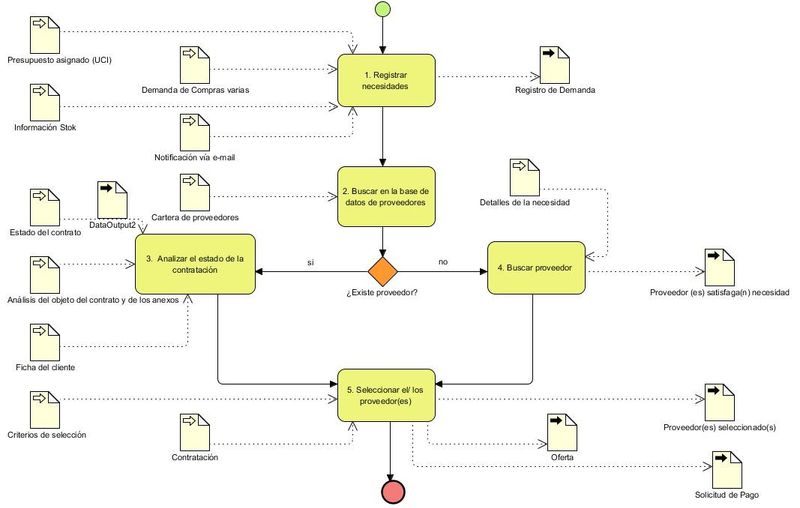 Presupuesto asignado (UCI)
Demanda de Compras varias
1. Registrar
necesidades
Registro de Demanda
Información Stok
Notificación vía e-mail
2. Buscar en la base de
datos de proveedores
Cartera de proveedores
Detalles de la necesidad
Estado del contrato
DataOutput2
3. Analizar el estado de la
contratación
si
no
¿Existe proveedor?
4. Buscar proveedor
Análisis del objeto del contrato y de los anexos
Proveedor (es) satisfaga(n) necesidad
Ficha del cliente
5. Seleccionar el/ los
proveedor(es)
Criterios de selección
Contratación
Oferta
Proveedor(es) seleccionado(s)
Solicitud de Pago